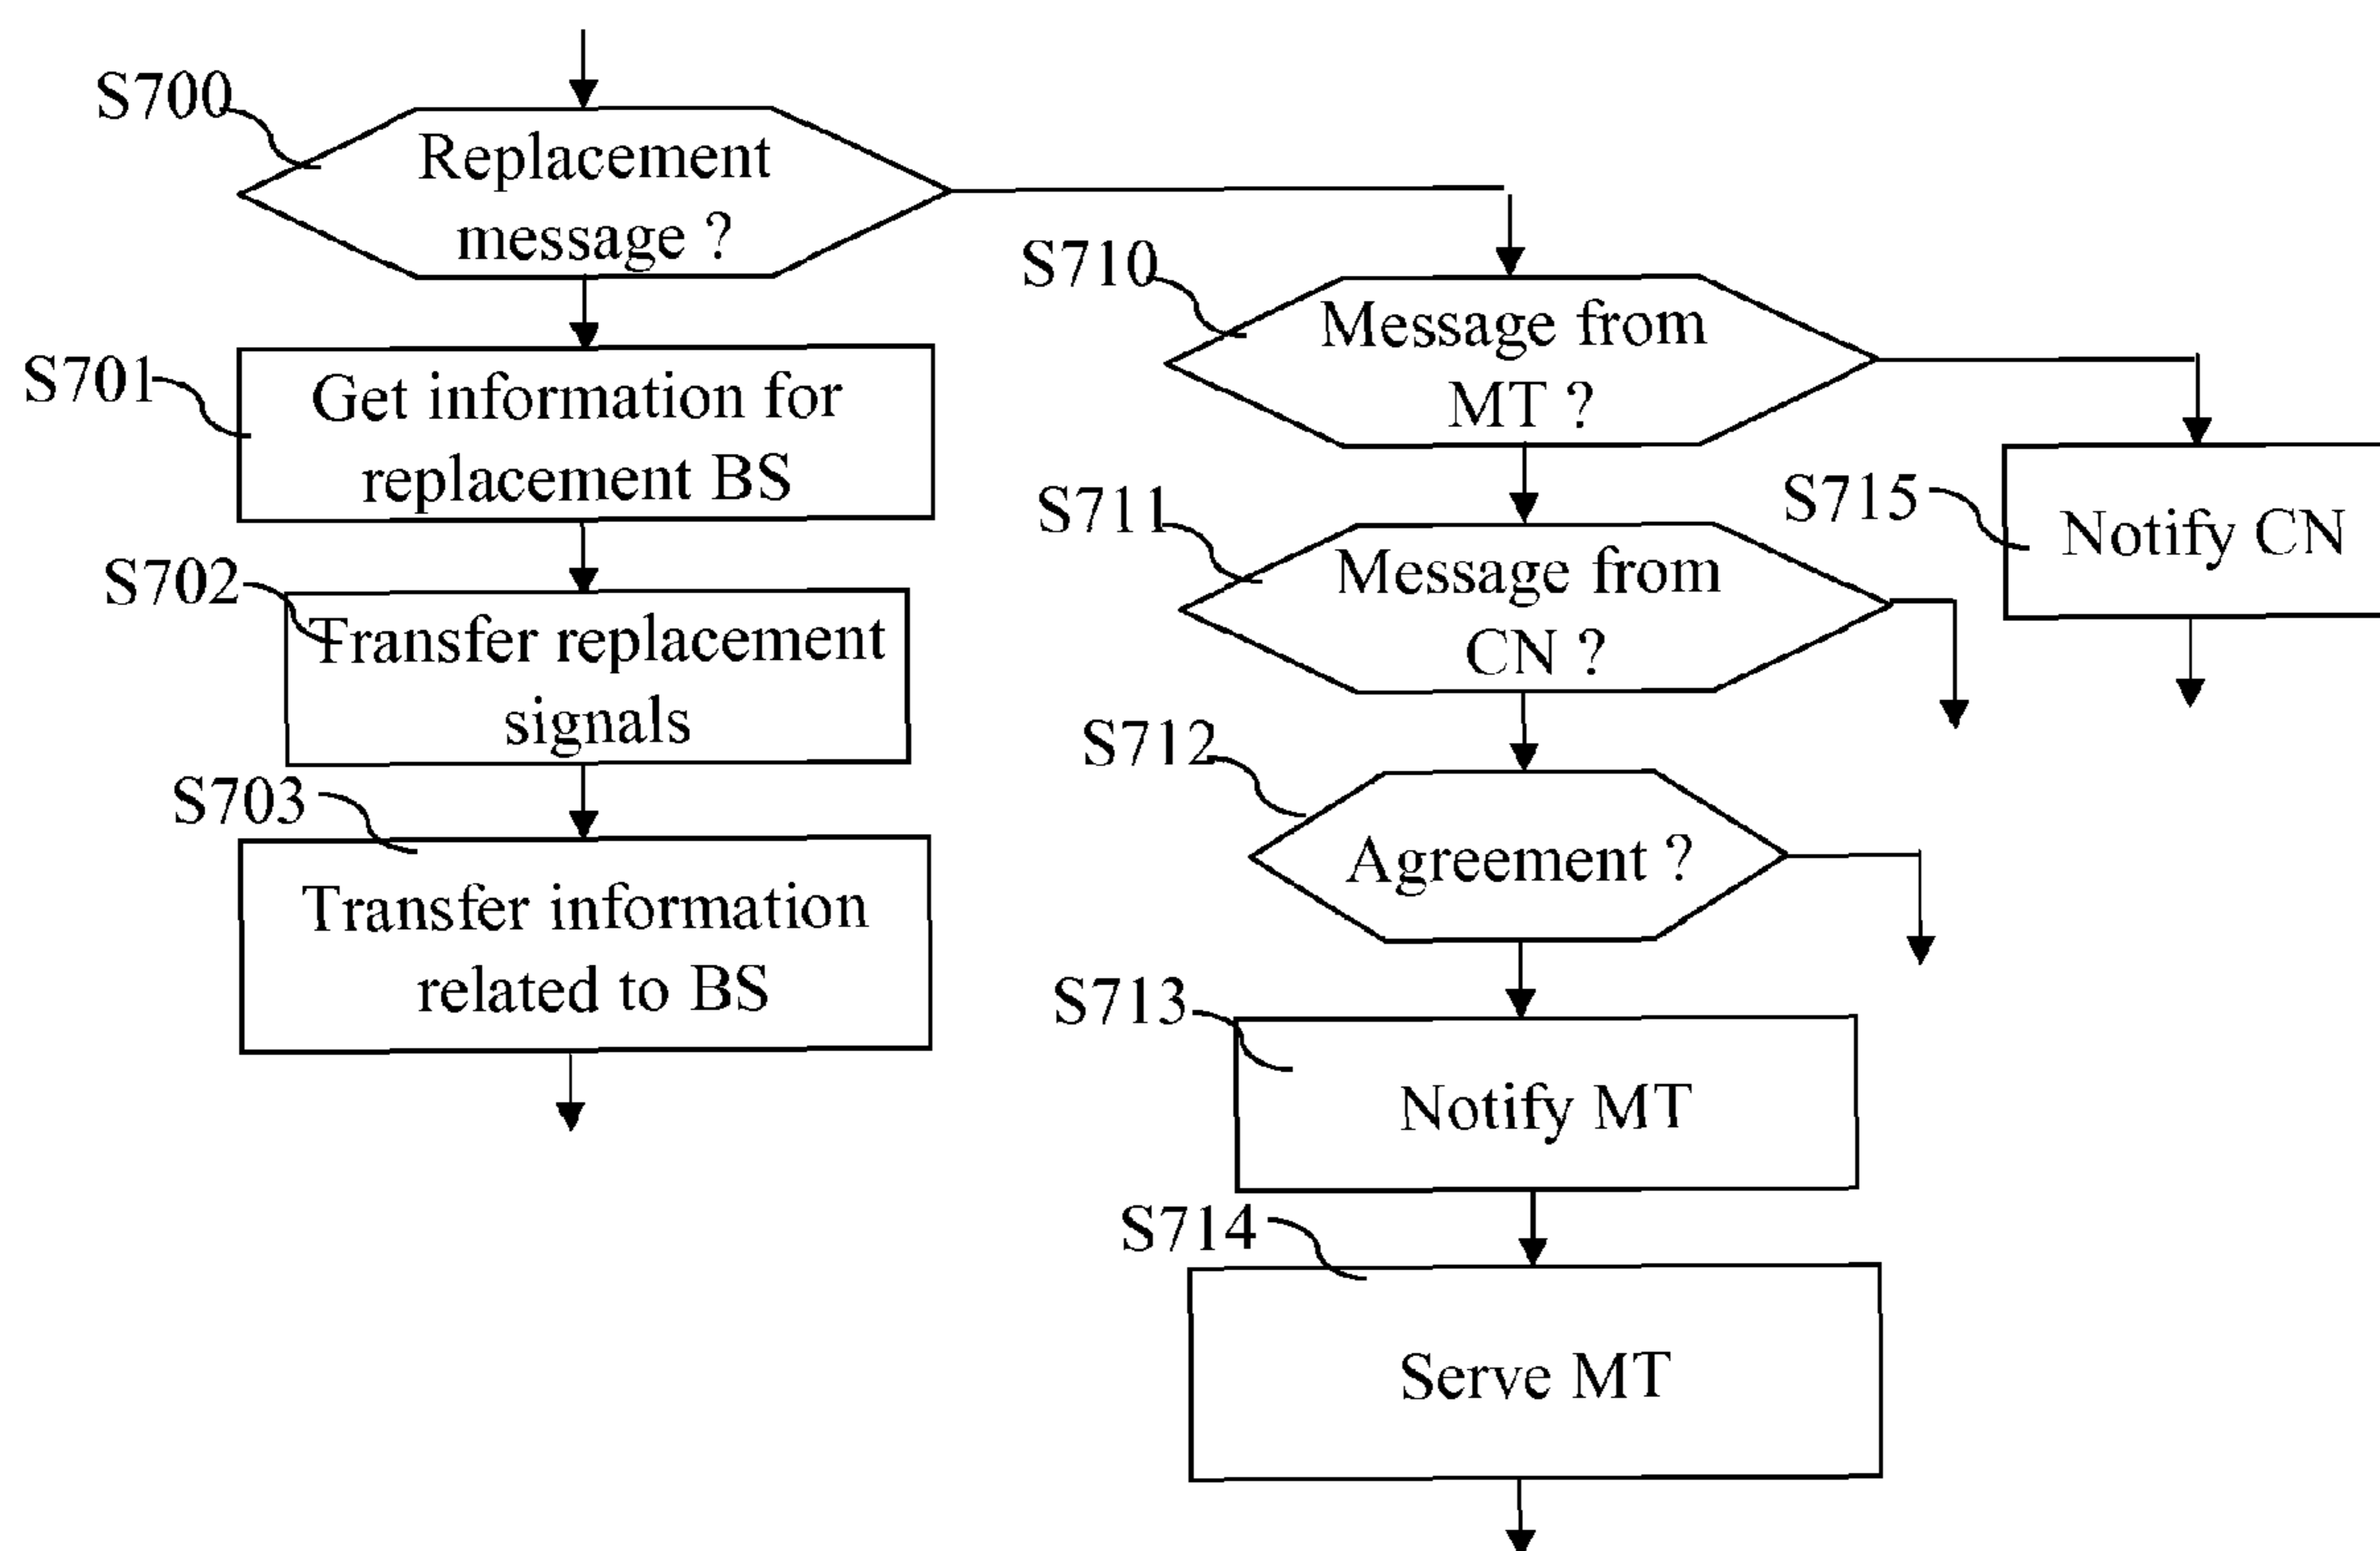 S700
Replacement
message ?
S701
Get information for
replacement BS
S702
Transfer replacement
signals
S703
Transfer information
related to BS
S710
Message from
MT ?
S711
Message from
CN ?
S712
Agreement ?
S713
Notify MT
S714
Serve MT
S715
Notify CN